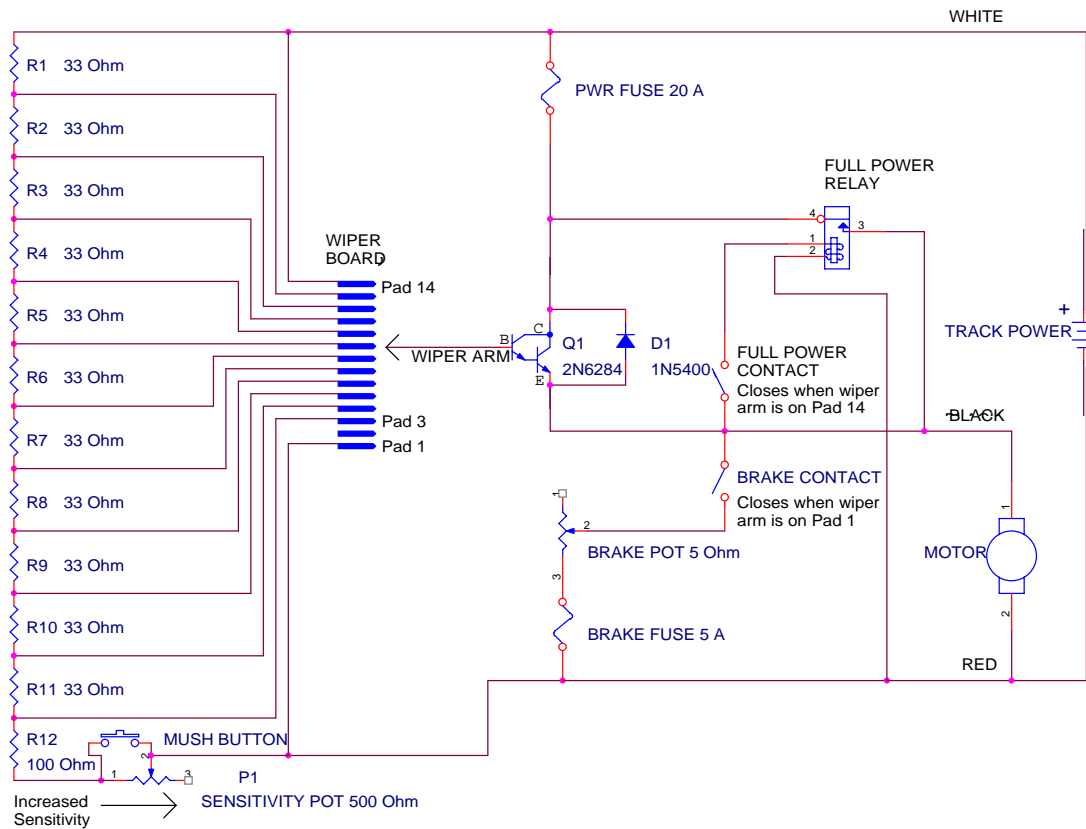 WHITE
R1 33 Ohm
PWR FUSE 20 A
R2 33 Ohm
FULL POWER
RELAY
R3 33 Ohm
4
3
1
2
R4 33 Ohm
WIPER
BOARD
Pad 14
R5 33 Ohm
+
TRACK POWER
B
C
E
WIPER ARM
Q1
2N6284
D1
1N5400
FULL POWER
CONTACT
Closes when wiper
arm is on Pad 14
R6 33 Ohm
BLACK
Pad 3
Pad 1
R7 33 Ohm
BRAKE CONTACT
Closes when wiper
arm is on Pad 1
R8 33 Ohm
1
2
3
BRAKE POT 5 Ohm
1
MOTOR
2
R9 33 Ohm
R10 33 Ohm
BRAKE FUSE 5 A
RED
R11 33 Ohm
R12
100 Ohm
MUSH BUTTON
2
1
3
P1
SENSITIVITY POT 500 Ohm
Increased
Sensitivity